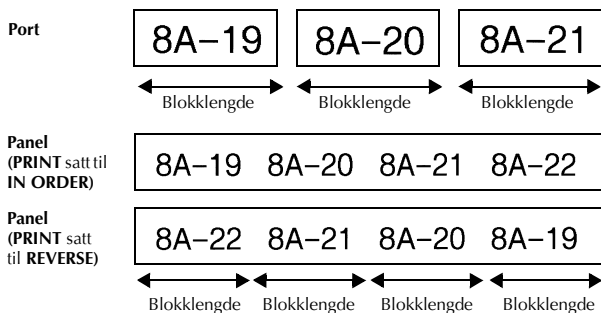 Port
8A–19 8A–20 8A–21
Blokklengde Blokklengde Blokklengde
Panel
(PRINT satt til
IN ORDER)
8A–19 8A–20 8A–21 8A–22
Panel
(PRINT satt
til REVERSE)
8A–22 8A–21 8A–20 8A–19
Blokklengde Blokklengde Blokklengde Blokklengde